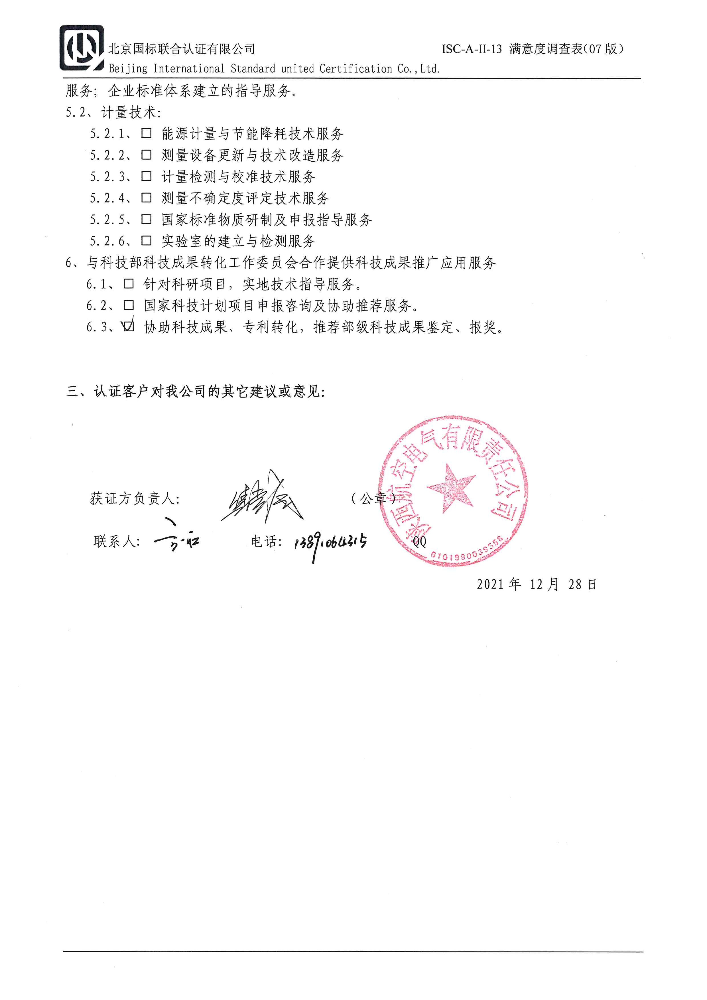 北京国标联合认证有限公司 ISC-A-II-13 满意度调查表(07 版)
Beijing International Standard united Certification Co.,Ltd.
服务；企业标准体系建立的指导服务。
5.2、计量技术：
5.2.1、□ 能源计量与节能降耗技术服务
5.2.2、□ 测量设备更新与技术改造服务
5.2.3、□ 计量检测与校准技术服务
5.2.4、□ 测量不确定度评定技术服务
5.2.5、□ 国家标准物质研制及申报指导服务
5.2.6、□ 实验室的建立与检测服务
6、与科技部科技成果转化工作委员会合作提供科技成果推广应用服务
6.1、□ 针对科研项目，实地技术指导服务。
6.2、□ 国家科技计划项目申报咨询及协助推荐服务。
6.3、☑ 协助科技成果、专利转化，推荐部级科技成果鉴定、报奖。
三、认证客户对我公司的其它建议或意见：
陕西航空电气有限责任公司
获证方负责人： （公章）
联系人： 电话：13891064315 QQ
6101990039558
2021 年 12 月 28 日